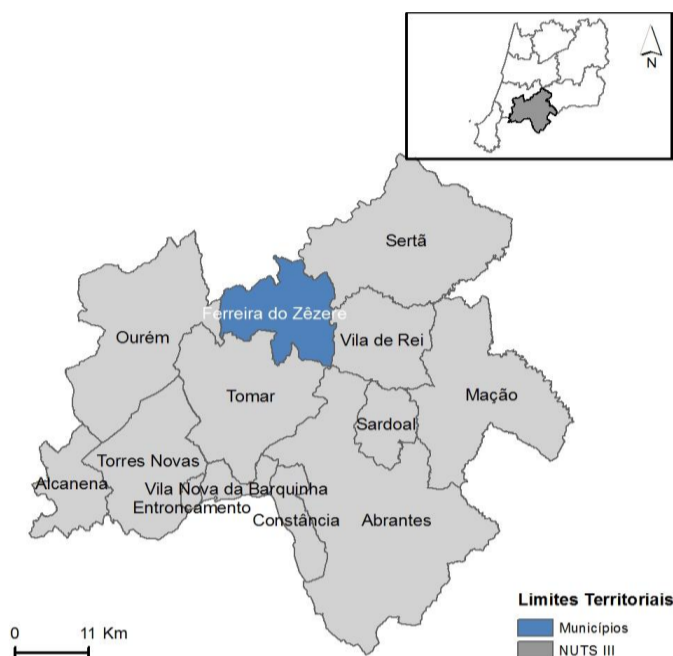 N
Sertã
Ferreira do Zêzere
Ourém
Vila de Rei
Tomar
Mação
Sardoal
Torres Novas
Alcanena
Vila Nova da Barquinha
Entroncamento
Constância
Abrantes
Limites Territoriais
0 11 Km
Municípios
NUTS III